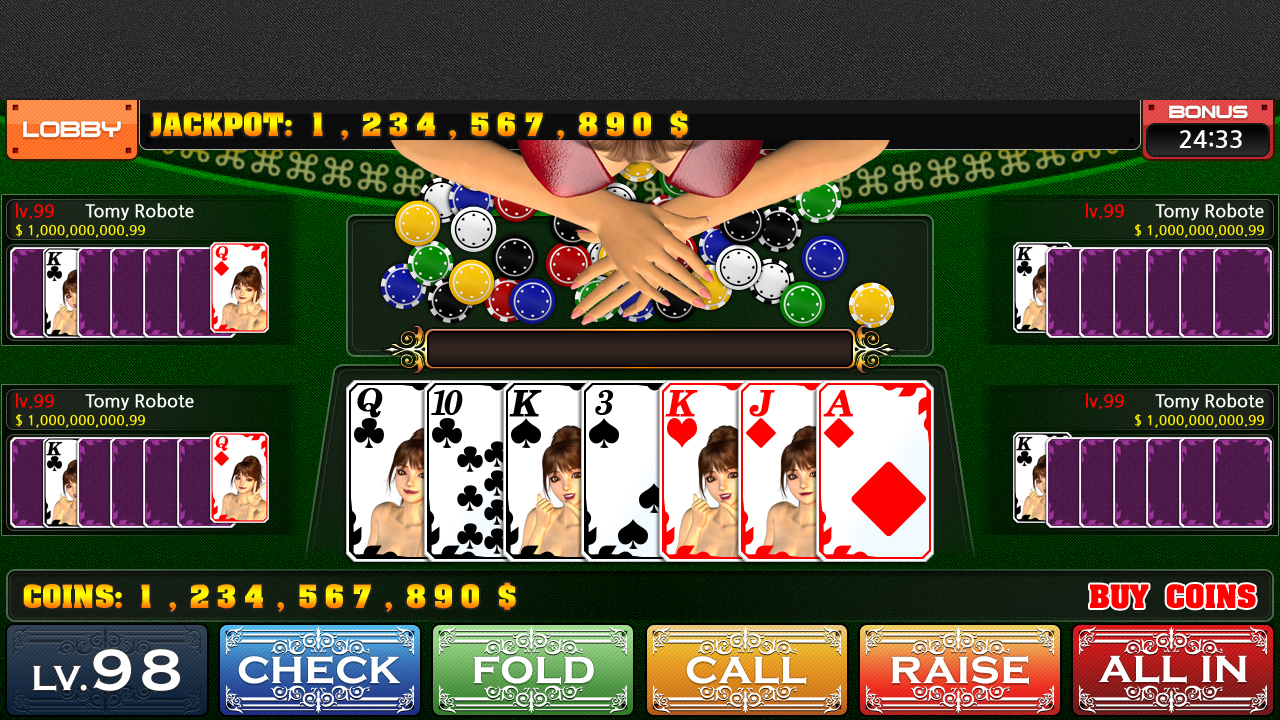 LOBBY
JACKPOT: 1,234,567,890 $
BONUS
24:33
lv.99 Tomy Robote
$ 1,000,000,000.99
K
Q
lv.99 Tomy Robote
$ 1,000,000,000.99
K
lv.99 Tomy Robote
$ 1,000,000,000.99
K
Q
lv.99 Tomy Robote
$ 1,000,000,000.99
K
Q 10 K 3 K J A
COINS: 1,234,567,890 $
BUY COINS
LV.98
CHECK
FOLD
CALL
RAISE
ALL IN